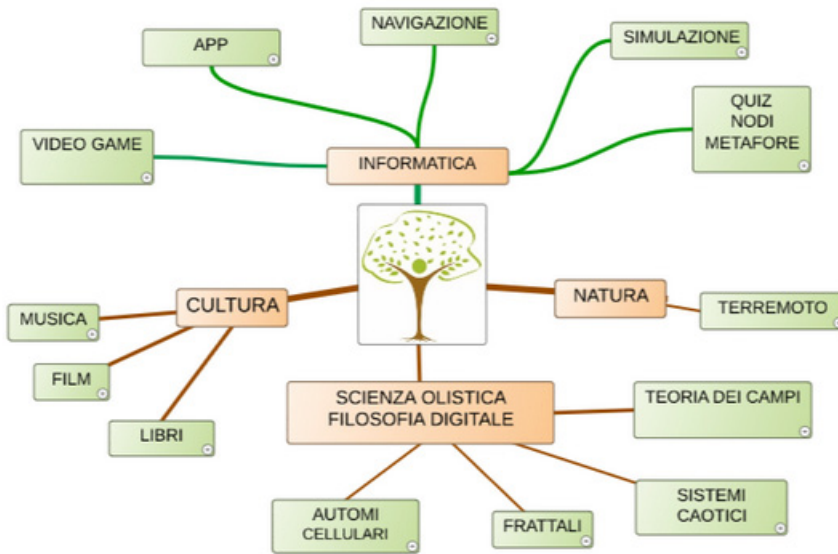 NAVIGAZIONE
APP
SIMULAZIONE
QUIZ
NODI
METAFORE
VIDEO GAME
INFORMATICA
CULTURA
NATURA
MUSICA
TERREMOTO
FILM
SCIENZA OLISTICA
FILOSOFIA DIGITALE
TEORIA DEI CAMPI
LIBRI
AUTOMI
CELLULARI
FRATTALI
SISTEMI
CAOTICI